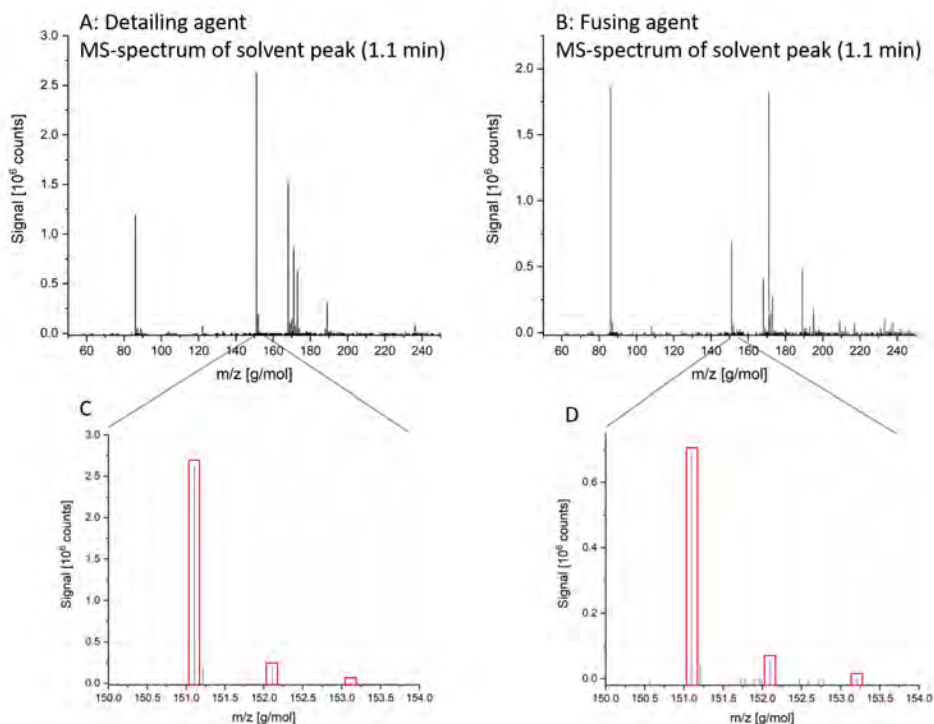 A: Detailing agent
MS-spectrum of solvent peak (1.1 min)
3.0
2.5
2.0
1.5
1.0
0.5
0.0
Signal [10⁶ counts]
60 80 100 120 140 160 180 200 220 240
m/z [g/mol]
B: Fusing agent
MS-spectrum of solvent peak (1.1 min)
2.0
1.5
1.0
0.5
0.0
Signal [10⁶ counts]
60 80 100 120 140 160 180 200 220 240
m/z [g/mol]
C
3.0
2.5
2.0
1.5
1.0
0.5
0.0
Signal [10⁶ counts]
150.0 150.5 151.0 151.5 152.0 152.5 153.0 153.5 154.0
m/z [g/mol]
D
0.6
0.4
0.2
0.0
Signal [10⁶ counts]
150.0 150.5 151.0 151.5 152.0 152.5 153.0 153.5 154.0
m/z [g/mol]